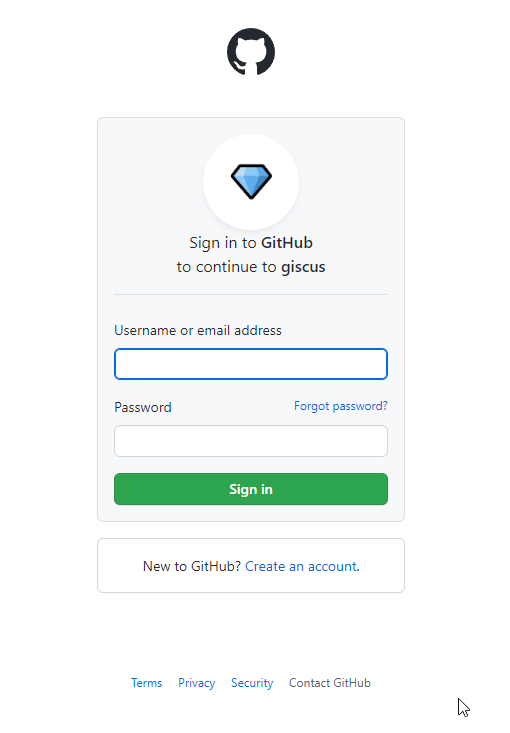 Sign in to GitHub
to continue to giscus
Username or email address
Password Forgot password?
Sign in
New to GitHub? Create an account.
Terms Privacy Security Contact GitHub